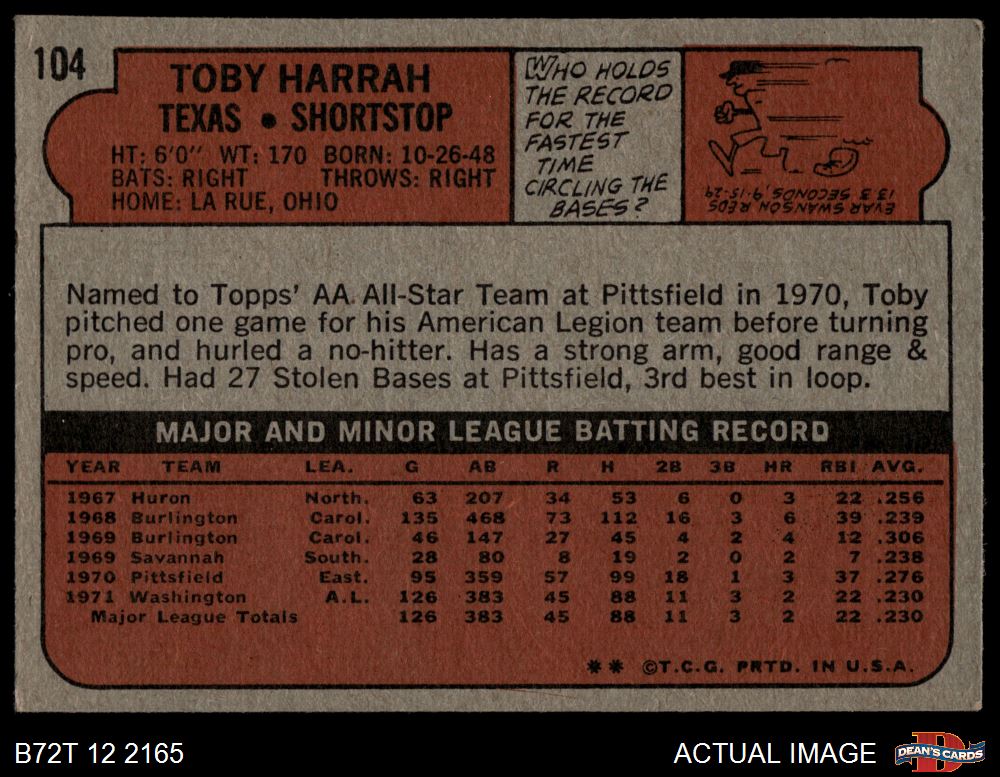 104
TOBY HARRAH
TEXAS • SHORTSTOP
HT: 6'0" WT: 170 BORN: 10-26-48
BATS: RIGHT THROWS: RIGHT
HOME: LA RUE, OHIO
WHO HOLDS
THE RECORD
FOR THE
FASTEST
TIME
CIRCLING THE
BASES?
EVAR SWANSON REDS
13.3 SECONDS, 9-15-29
Named to Topps' AA All-Star Team at Pittsfield in 1970, Toby
pitched one game for his American Legion team before turning
pro, and hurled a no-hitter. Has a strong arm, good range &
speed. Had 27 Stolen Bases at Pittsfield, 3rd best in loop.
MAJOR AND MINOR LEAGUE BATTING RECORD
YEAR TEAM LEA. G AB R H 2B 3B HR RBI AVG.
1967 Huron North. 63 207 34 53 6 0 3 22 .256
1968 Burlington Carol. 135 468 73 112 16 3 6 39 .239
1969 Burlington Carol. 46 147 27 45 4 2 4 12 .306
1969 Savannah South. 28 80 8 19 2 0 2 7 .238
1970 Pittsfield East. 95 359 57 99 18 1 3 37 .276
1971 Washington A.L. 126 383 45 88 11 3 2 22 .230
Major League Totals 126 383 45 88 11 3 2 22 .230
** ©T.C.G. PRTD. IN U.S.A.
B72T 12 2165
ACTUAL IMAGE
DEAN'S CARDS